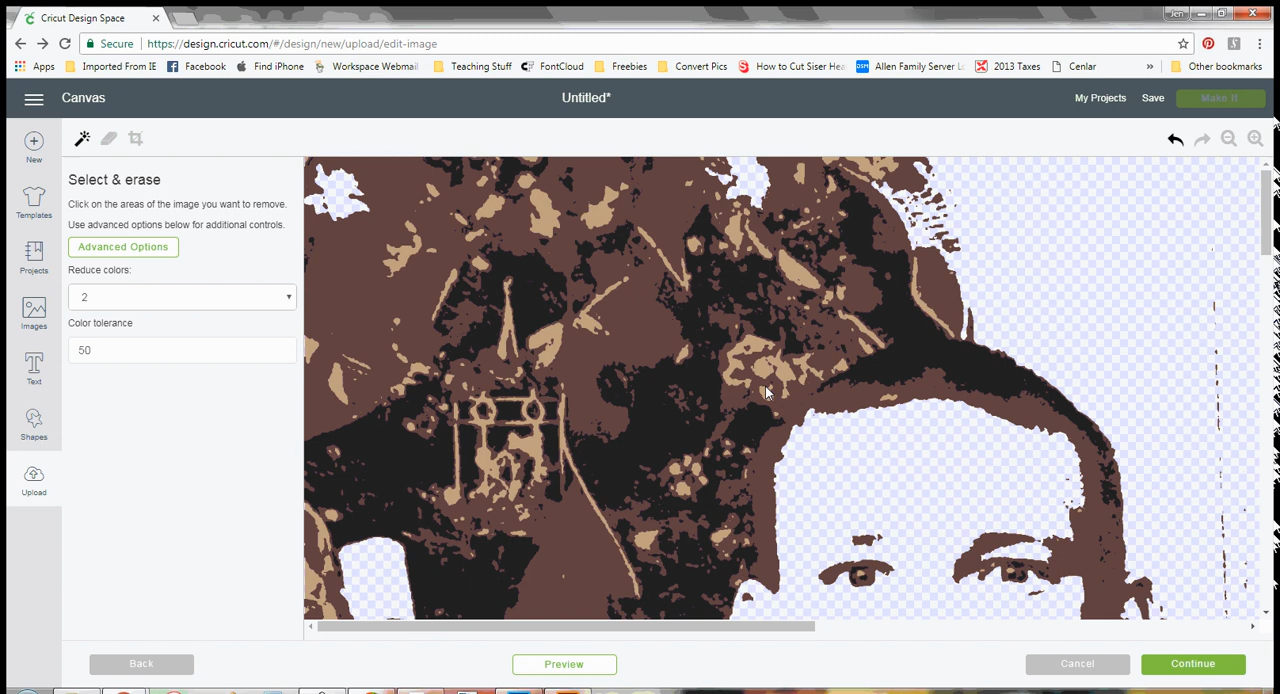 Cricut Design Space
Jen
Secure
https://design.cricut.com/#/design/new/upload/edit-image
Apps
Imported From IE
Facebook
Find iPhone
Workspace Webmail
Teaching Stuff
FontCloud
Freebies
Convert Pics
How to Cut Siser Hea
DSM
Allen Family Server Lo
2013 Taxes
Cenlar
»
Other bookmarks
Canvas
Untitled*
My Projects
Save
Make It
New
Templates
Projects
Images
Text
Shapes
Upload
Select & erase
Click on the areas of the image you want to remove.
Use advanced options below for additional controls.
Advanced Options
Reduce colors:
2
Color tolerance
50
Back
Preview
Cancel
Continue